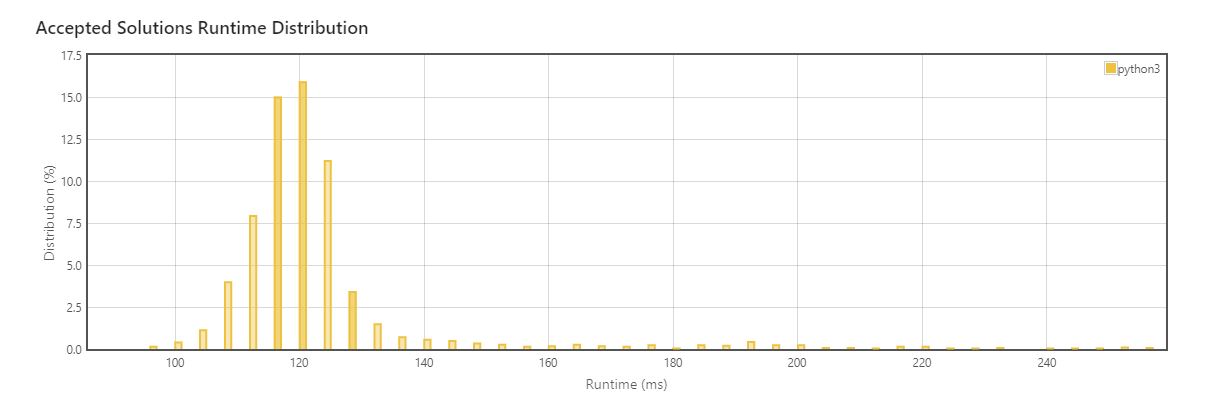 Accepted Solutions Runtime Distribution
17.5
15.0
12.5
10.0
7.5
5.0
2.5
0.0
Distribution (%)
python3
100 120 140 160 180 200 220 240
Runtime (ms)